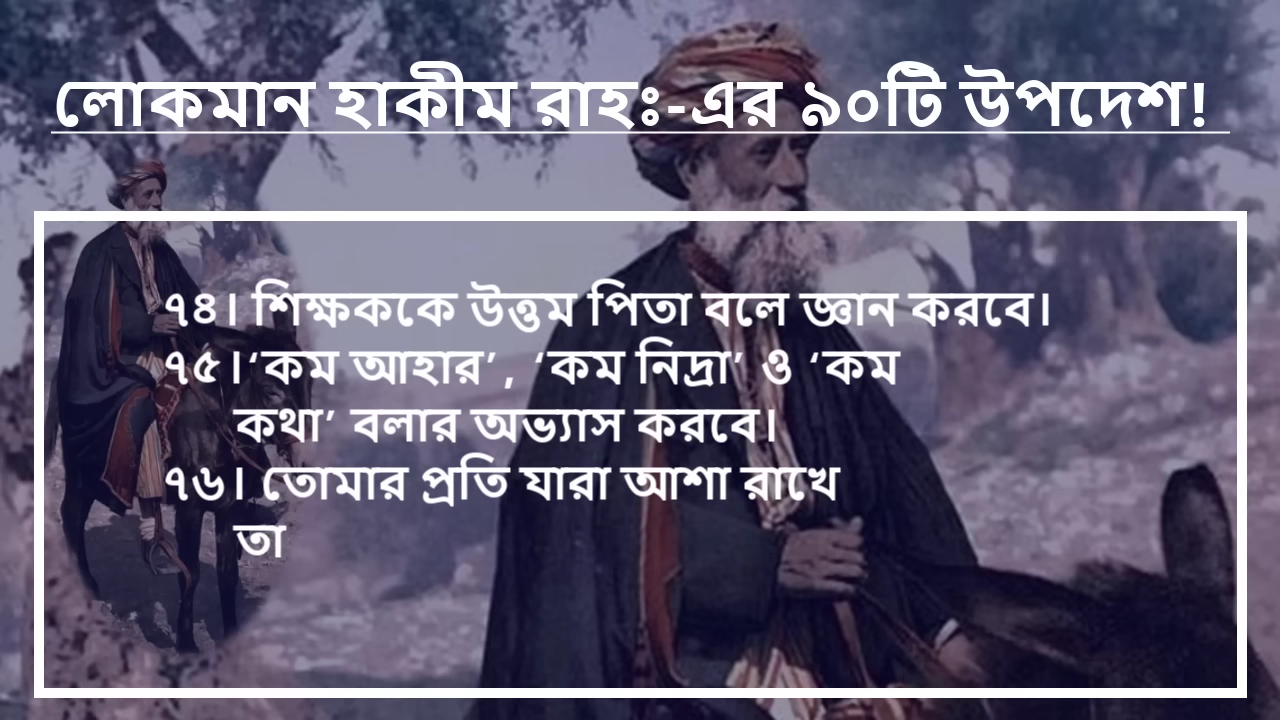 লোকমান হাকীম রাহঃ-এর ৯০টি উপদেশ!
৭৪। শিক্ষককে উত্তম পিতা বলে জ্ঞান করবে।
৭৫।‘কম আহার’, ‘কম নিদ্রা’ ও ‘কম
কথা’ বলার অভ্যাস করবে।
৭৬। তোমার প্রতি যারা আশা রাখে
তা